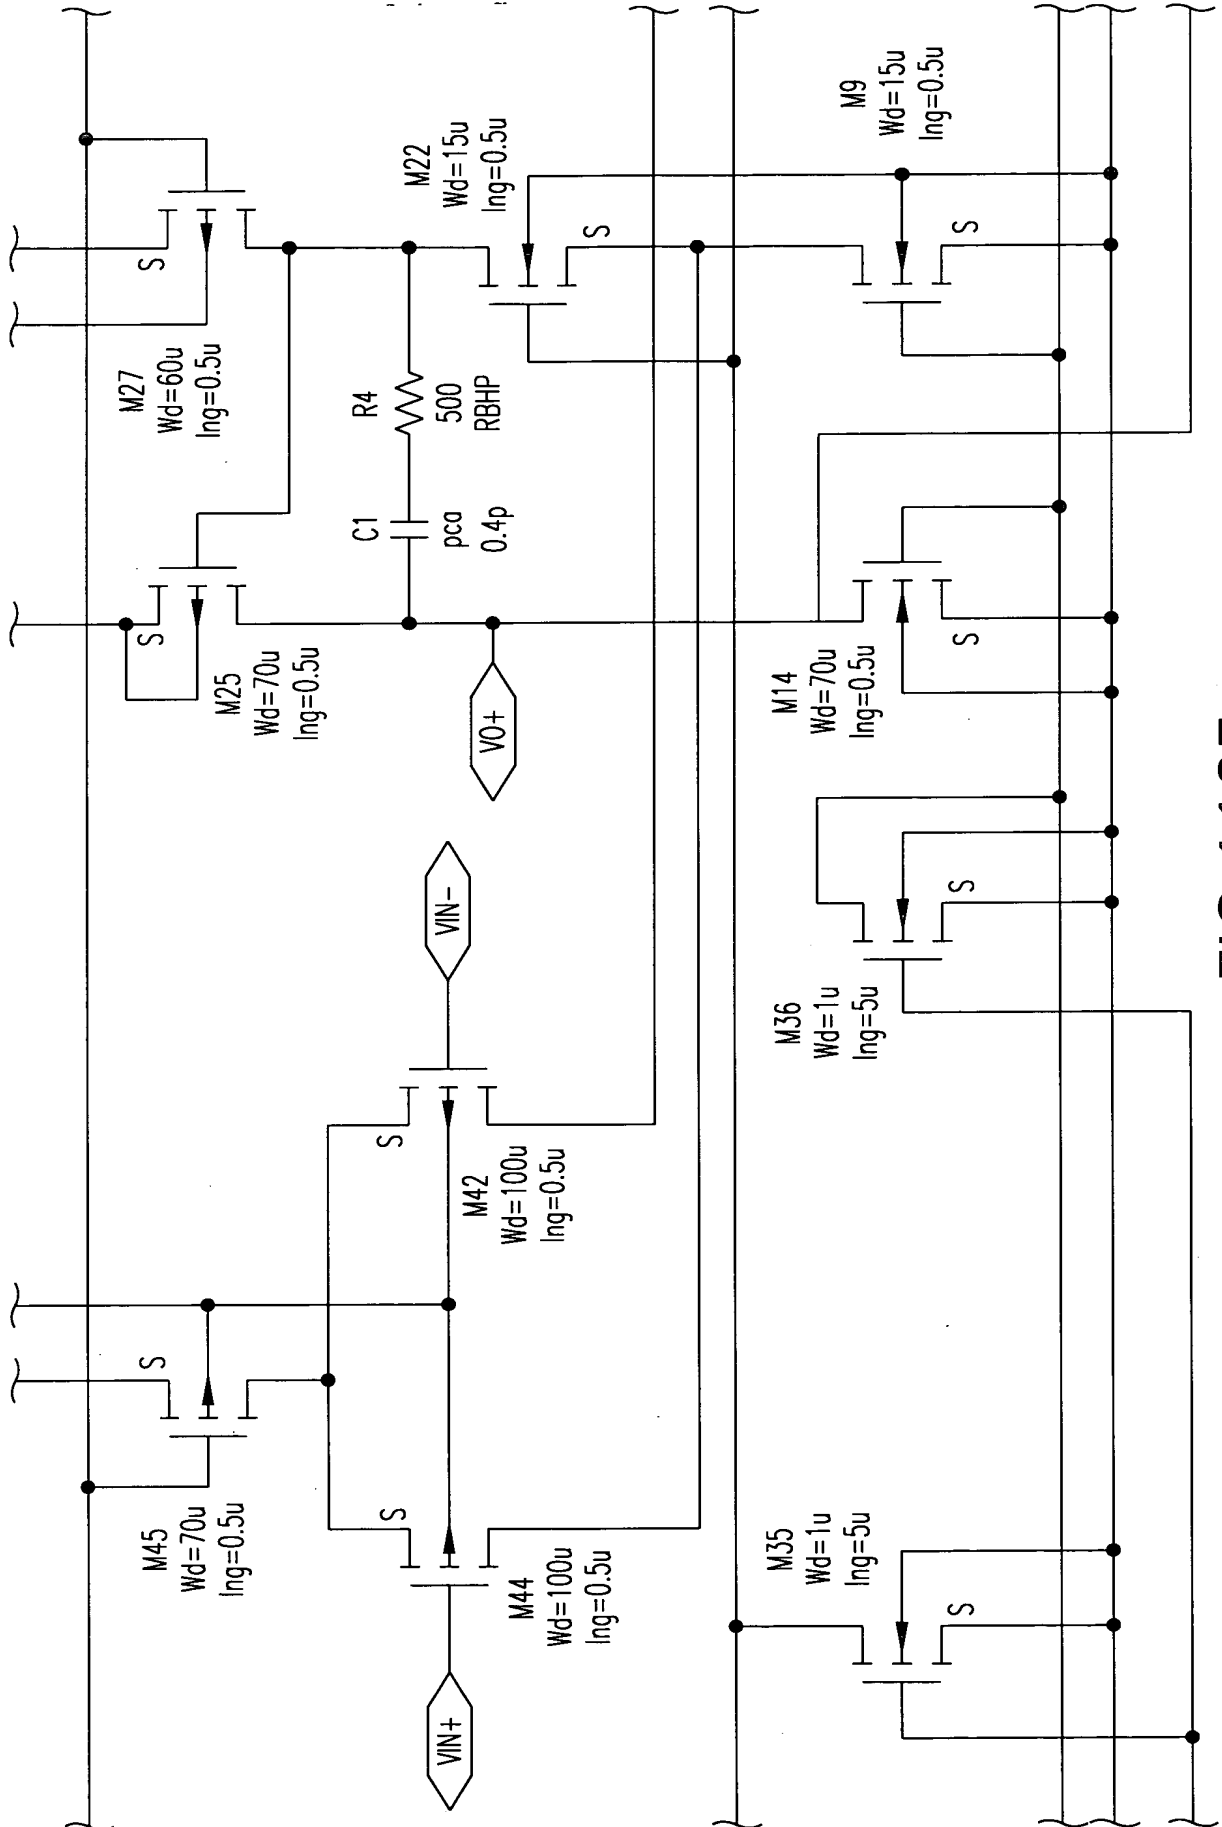 M45
Wd=70u
lng=0.5u
S
VIN+
M44
Wd=100u
lng=0.5u
S
M42
Wd=100u
lng=0.5u
S
VIN-
M25
Wd=70u
lng=0.5u
S
M27
Wd=60u
lng=0.5u
S
VO+
C1
pca
0.4p
R4
500
RBHP
M22
Wd=15u
lng=0.5u
S
M35
Wd=1u
lng=5u
S
M36
Wd=1u
lng=5u
S
M14
Wd=70u
lng=0.5u
S
M9
Wd=15u
lng=0.5u
S